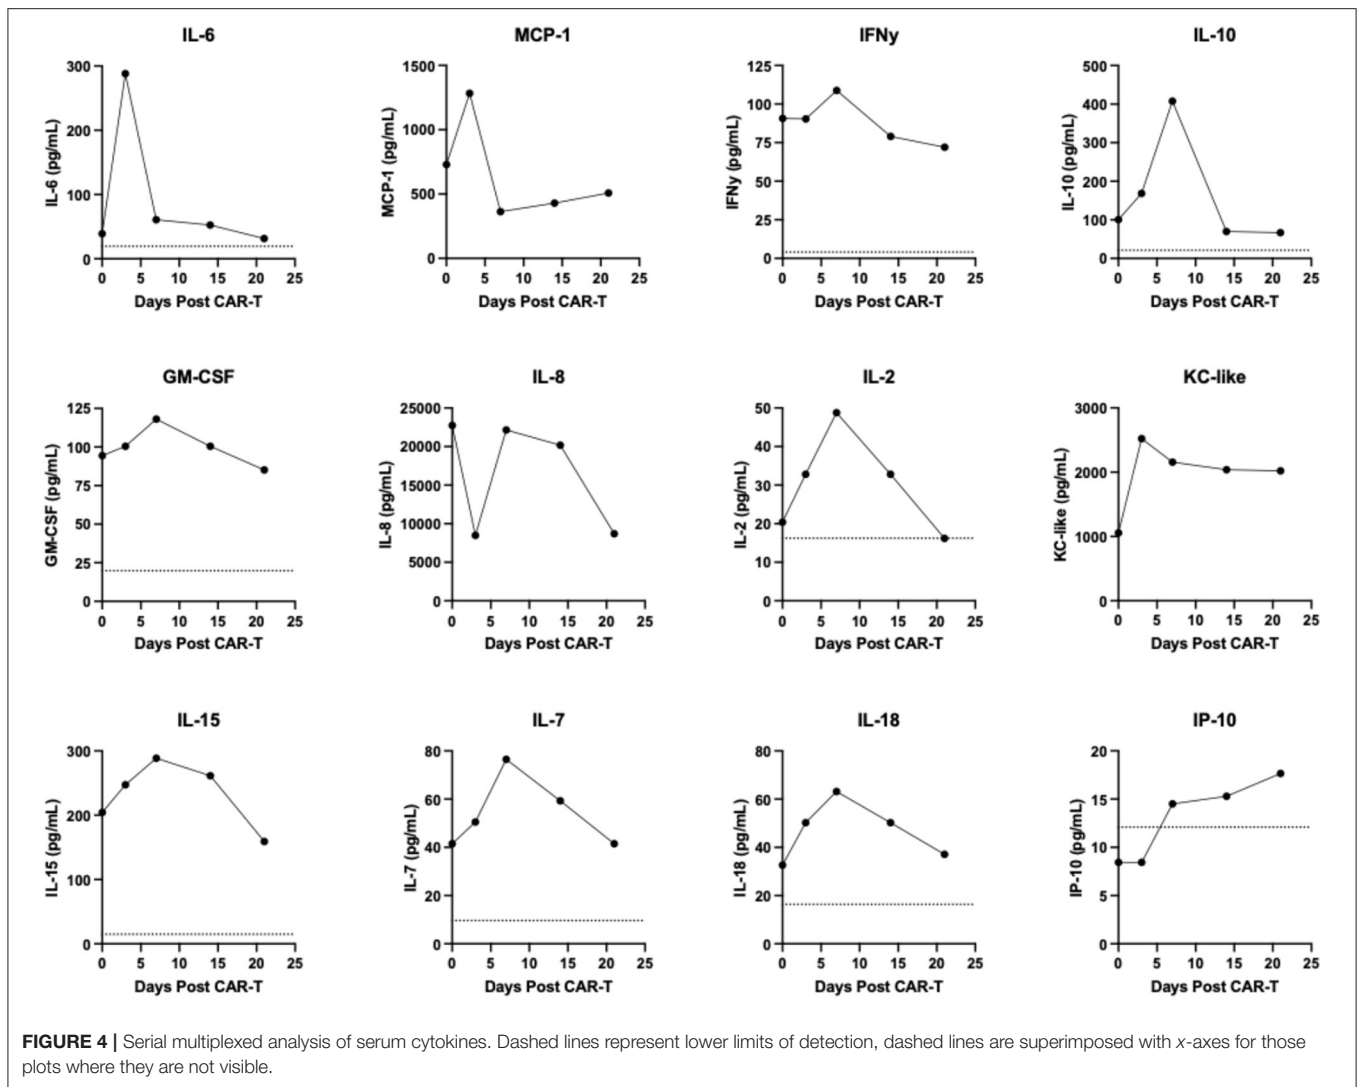 IL-6
IL-6 (pg/mL)
300
200
100
0
0 5 10 15 20 25
Days Post CAR-T
MCP-1
MCP-1 (pg/mL)
1500
1000
500
0
0 5 10 15 20 25
Days Post CAR-T
IFNy
IFNy (pg/mL)
125
100
75
50
25
0
0 5 10 15 20 25
Days Post CAR-T
IL-10
IL-10 (pg/mL)
500
400
300
200
100
0
0 5 10 15 20 25
Days Post CAR-T
GM-CSF
GM-CSF (pg/mL)
125
100
75
50
25
0
0 5 10 15 20 25
Days Post CAR-T
IL-8
IL-8 (pg/mL)
25000
20000
15000
10000
5000
0
0 5 10 15 20 25
Days Post CAR-T
IL-2
IL-2 (pg/mL)
50
40
30
20
10
0
0 5 10 15 20 25
Days Post CAR-T
KC-like
KC-like (pg/mL)
3000
2000
1000
0
0 5 10 15 20 25
Days Post CAR-T
IL-15
IL-15 (pg/mL)
300
200
100
0
0 5 10 15 20 25
Days Post CAR-T
IL-7
IL-7 (pg/mL)
80
60
40
20
0
0 5 10 15 20 25
Days Post CAR-T
IL-18
IL-18 (pg/mL)
80
60
40
20
0
0 5 10 15 20 25
Days Post CAR-T
IP-10
IP-10 (pg/mL)
20
15
10
5
0
0 5 10 15 20 25
Days Post CAR-T
FIGURE 4 | Serial multiplexed analysis of serum cytokines. Dashed lines represent lower limits of detection, dashed lines are superimposed with x-axes for those
plots where they are not visible.